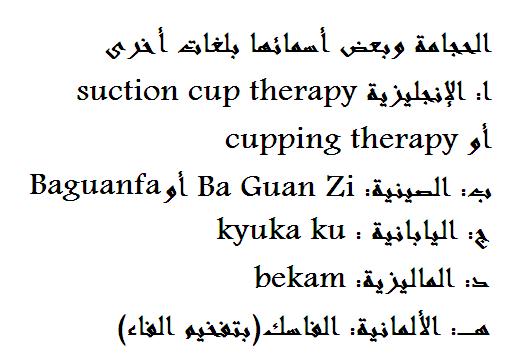 الحجامة وبعض أسمائها بلغات أخرى
ا: الإنجليزية suction cup therapy
أو cupping therapy
ب: الصينية: Ba Guan Zi أو Baguanfa
ج: اليابانية : kyuka ku
د: الماليزية: bekam
هـ: الألمانية: الفاسك(بتفخيم الفاء)